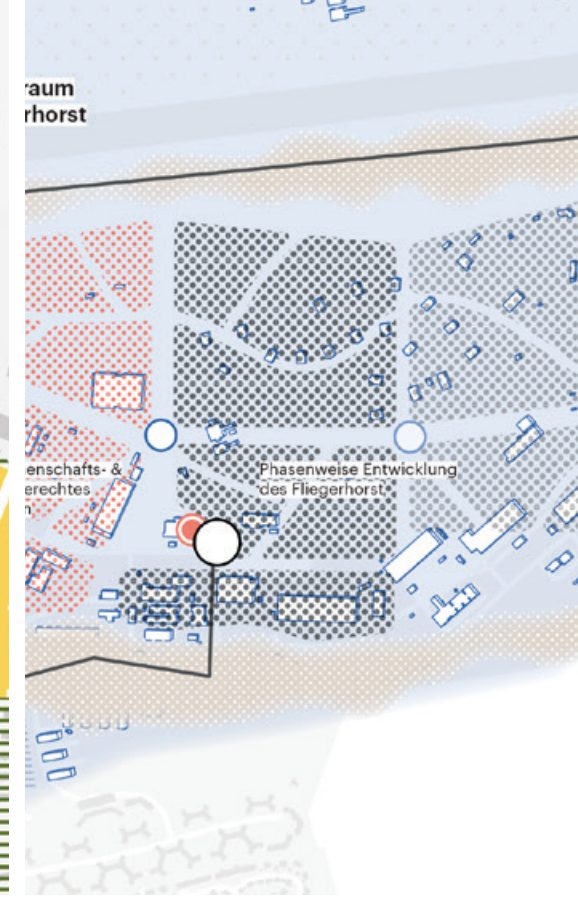 raum
rhorst
enschafts- &
erechtes
n
Phasenweise Entwicklung
des Fliegerhorst